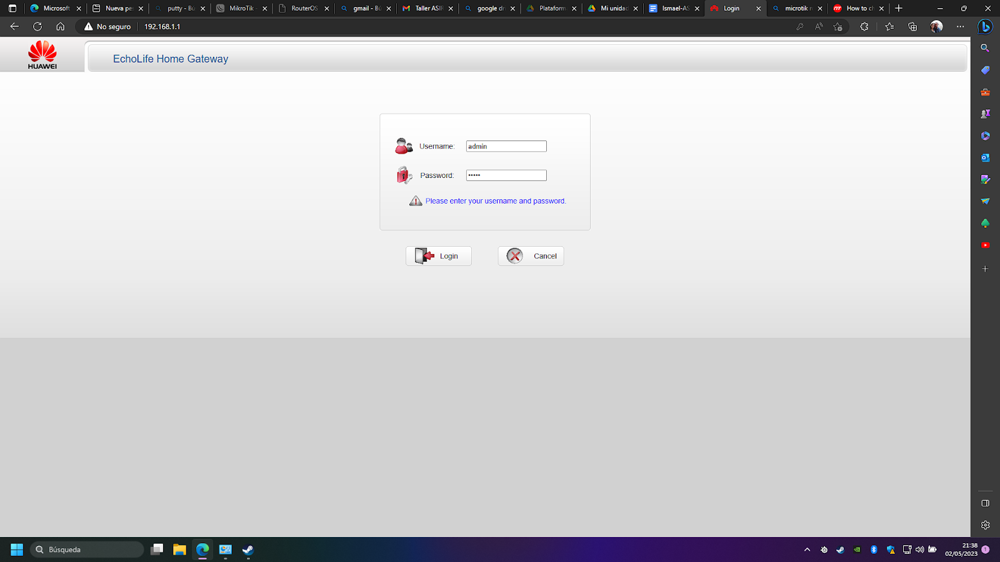 Microsoft
Nueva pe
putty - Bú
MikroTik -
RouterOS
gmail - Bú
Taller ASIR
google dr
Plataform
Mi unidad
Ismael-AS
Login
microtik r
How to ch
No seguro
192.168.1.1
HUAWEI
EchoLife Home Gateway
Username: admin
Password: •••••
Please enter your username and password.
Login
Cancel
Búsqueda
21:38
02/05/2023
1